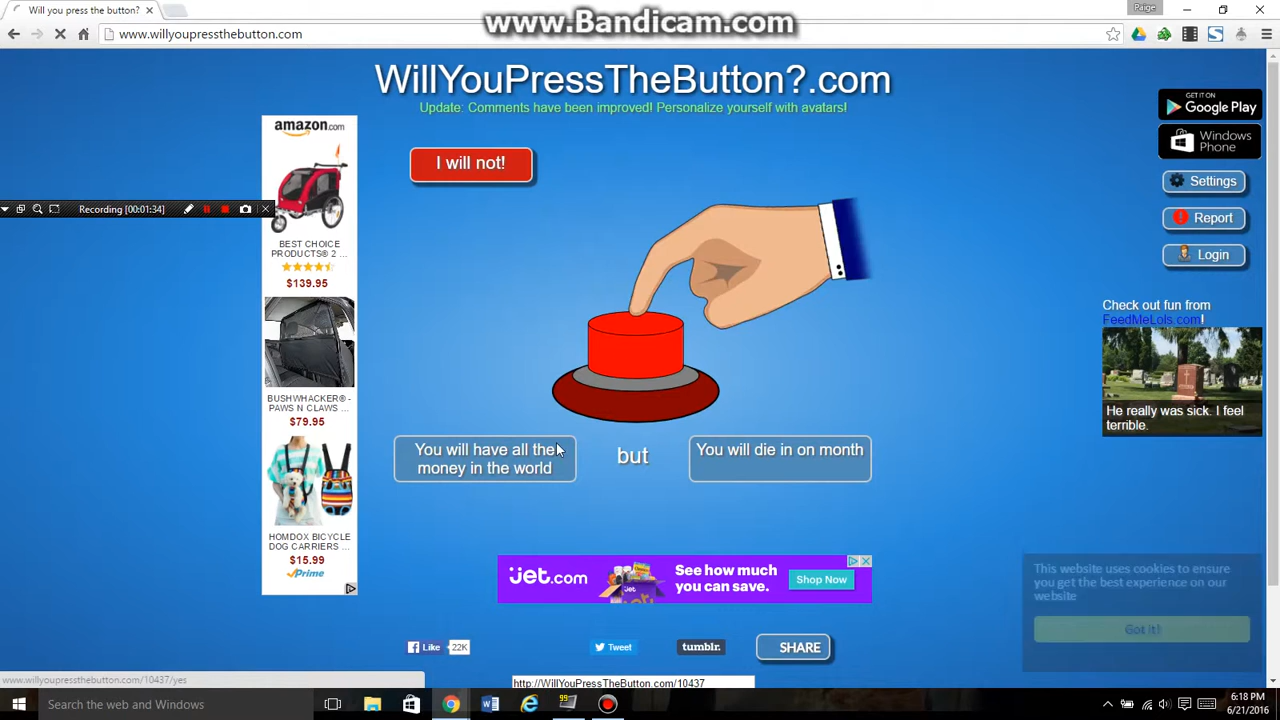 www.Bandicam.com
Will you press the button?
Paige
www.willyoupressthebutton.com
WillYouPressTheButton?.com
Update: Comments have been improved! Personalize yourself with avatars!
amazon.com
BEST CHOICE
PRODUCTS® 2 ...
$139.95
BUSHWHACKER® -
PAWS N CLAWS ...
$79.95
HOMDOX BICYCLE
DOG CARRIERS ...
$15.99
Prime
Recording [00:01:34]
I will not!
You will have all the
money in the world
but
You will die in on month
GET IT ON
Google Play
Windows
Phone
Settings
Report
Login
Check out fun from
FeedMeLols.com!
He really was sick. I feel
terrible.
Jet.com
Jet
See how much
you can save.
Shop Now
This website uses cookies to ensure
you get the best experience on our
website
Got it!
Like
22K
Tweet
tumblr.
SHARE
http://WillYouPressTheButton.com/10437
www.willyoupressthebutton.com/10437/yes
Search the web and Windows
99
6:18 PM
6/21/2016